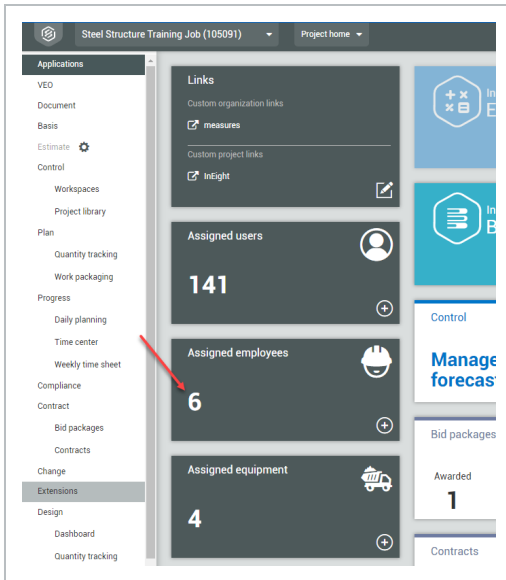 Steel Structure Training Job (105091)
Project home
Applications
VEO
Document
Basis
Estimate
Control
Workspaces
Project library
Plan
Quantity tracking
Work packaging
Progress
Daily planning
Time center
Weekly time sheet
Compliance
Contract
Bid packages
Contracts
Change
Extensions
Design
Dashboard
Quantity tracking
Links
Custom organization links
measures
Custom project links
InEight
Assigned users
141
Assigned employees
6
Assigned equipment
4
In
E
In
B
Control
Manage
forecas
Bid packages
Awarded
1
Contracts